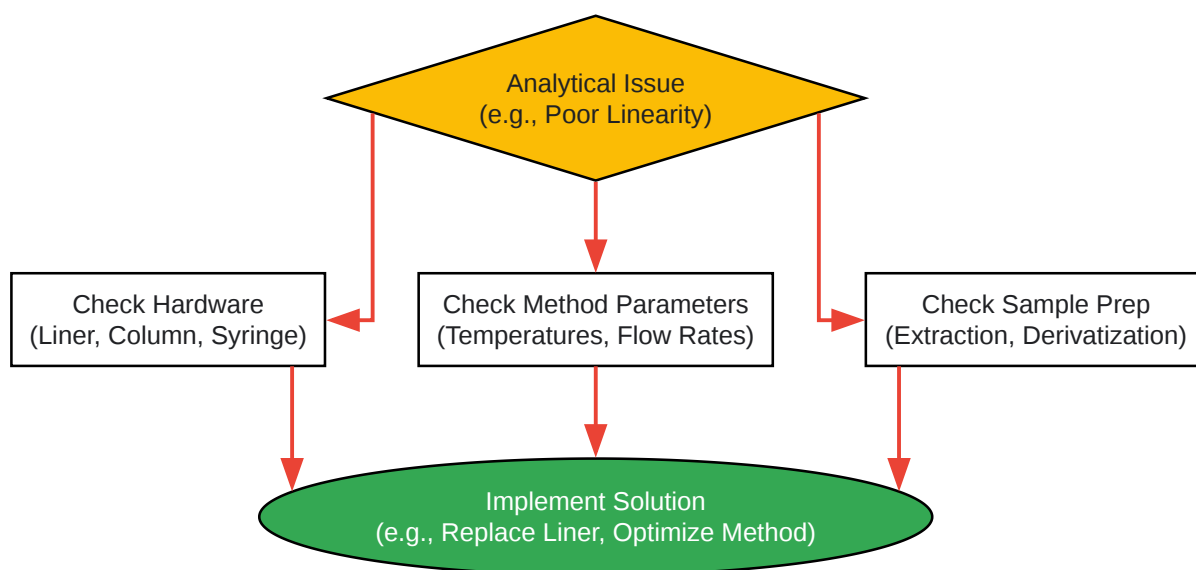 Analytical Issue
(e.g., Poor Linearity)
Check Hardware
(Liner, Column, Syringe)
Check Method Parameters
(Temperatures, Flow Rates)
Check Sample Prep
(Extraction, Derivatization)
Implement Solution
(e.g., Replace Liner, Optimize Method)